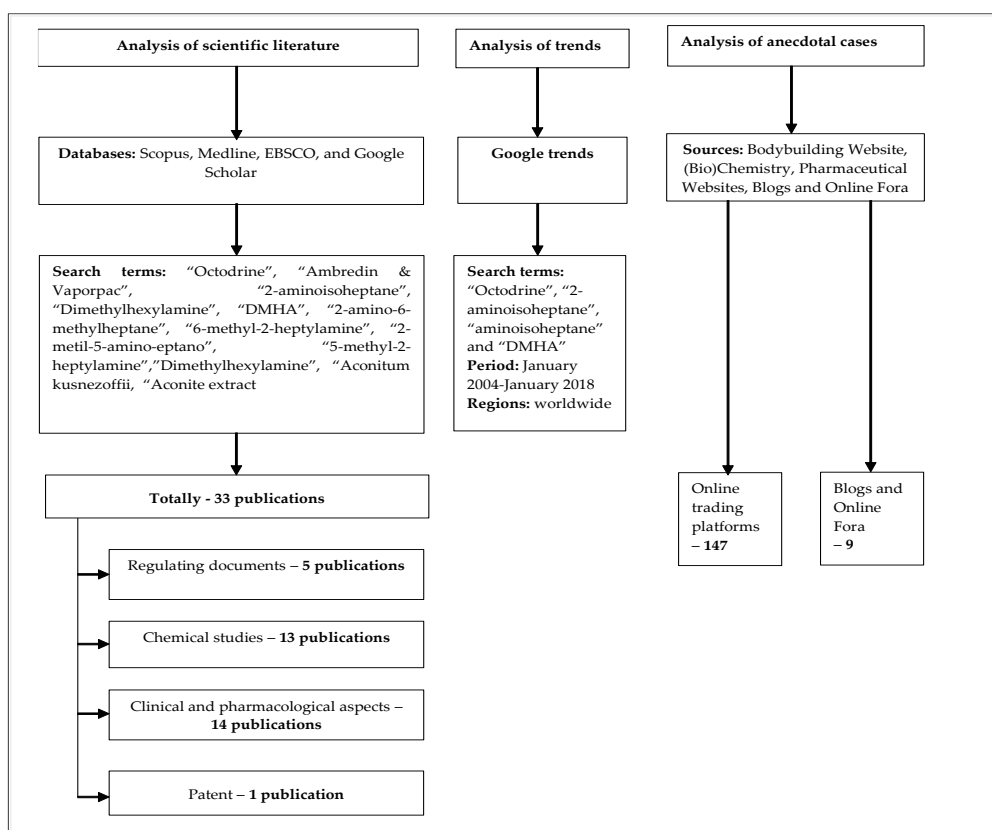 Analysis of scientific literature
Databases: Scopus, Medline, EBSCO, and Google
Scholar
Search terms: “Octodrine”, “Ambredin &
Vaporpac”, “2-aminoisoheptane”,
“Dimethylhexylamine”, “DMHA”, “2-amino-6-
methylheptane”, “6-methyl-2-heptylamine”, “2-
metil-5-amino-eptano”, “5-methyl-2-
heptylamine”,”Dimethylhexylamine”, “Aconitum
kusnezoffii, “Aconite extract
Totally - 33 publications
Regulating documents – 5 publications
Chemical studies – 13 publications
Clinical and pharmacological aspects –
14 publications
Patent – 1 publication
Analysis of trends
Google trends
Search terms:
“Octodrine”, “2-
aminoisoheptane”,
“aminoisoheptane”
and “DMHA”
Period: January
2004-January 2018
Regions: worldwide
Analysis of anecdotal cases
Sources: Bodybuilding Website,
(Bio)Chemistry, Pharmaceutical
Websites, Blogs and Online Fora
Online
trading
platforms
– 147
Blogs and
Online
Fora
– 9